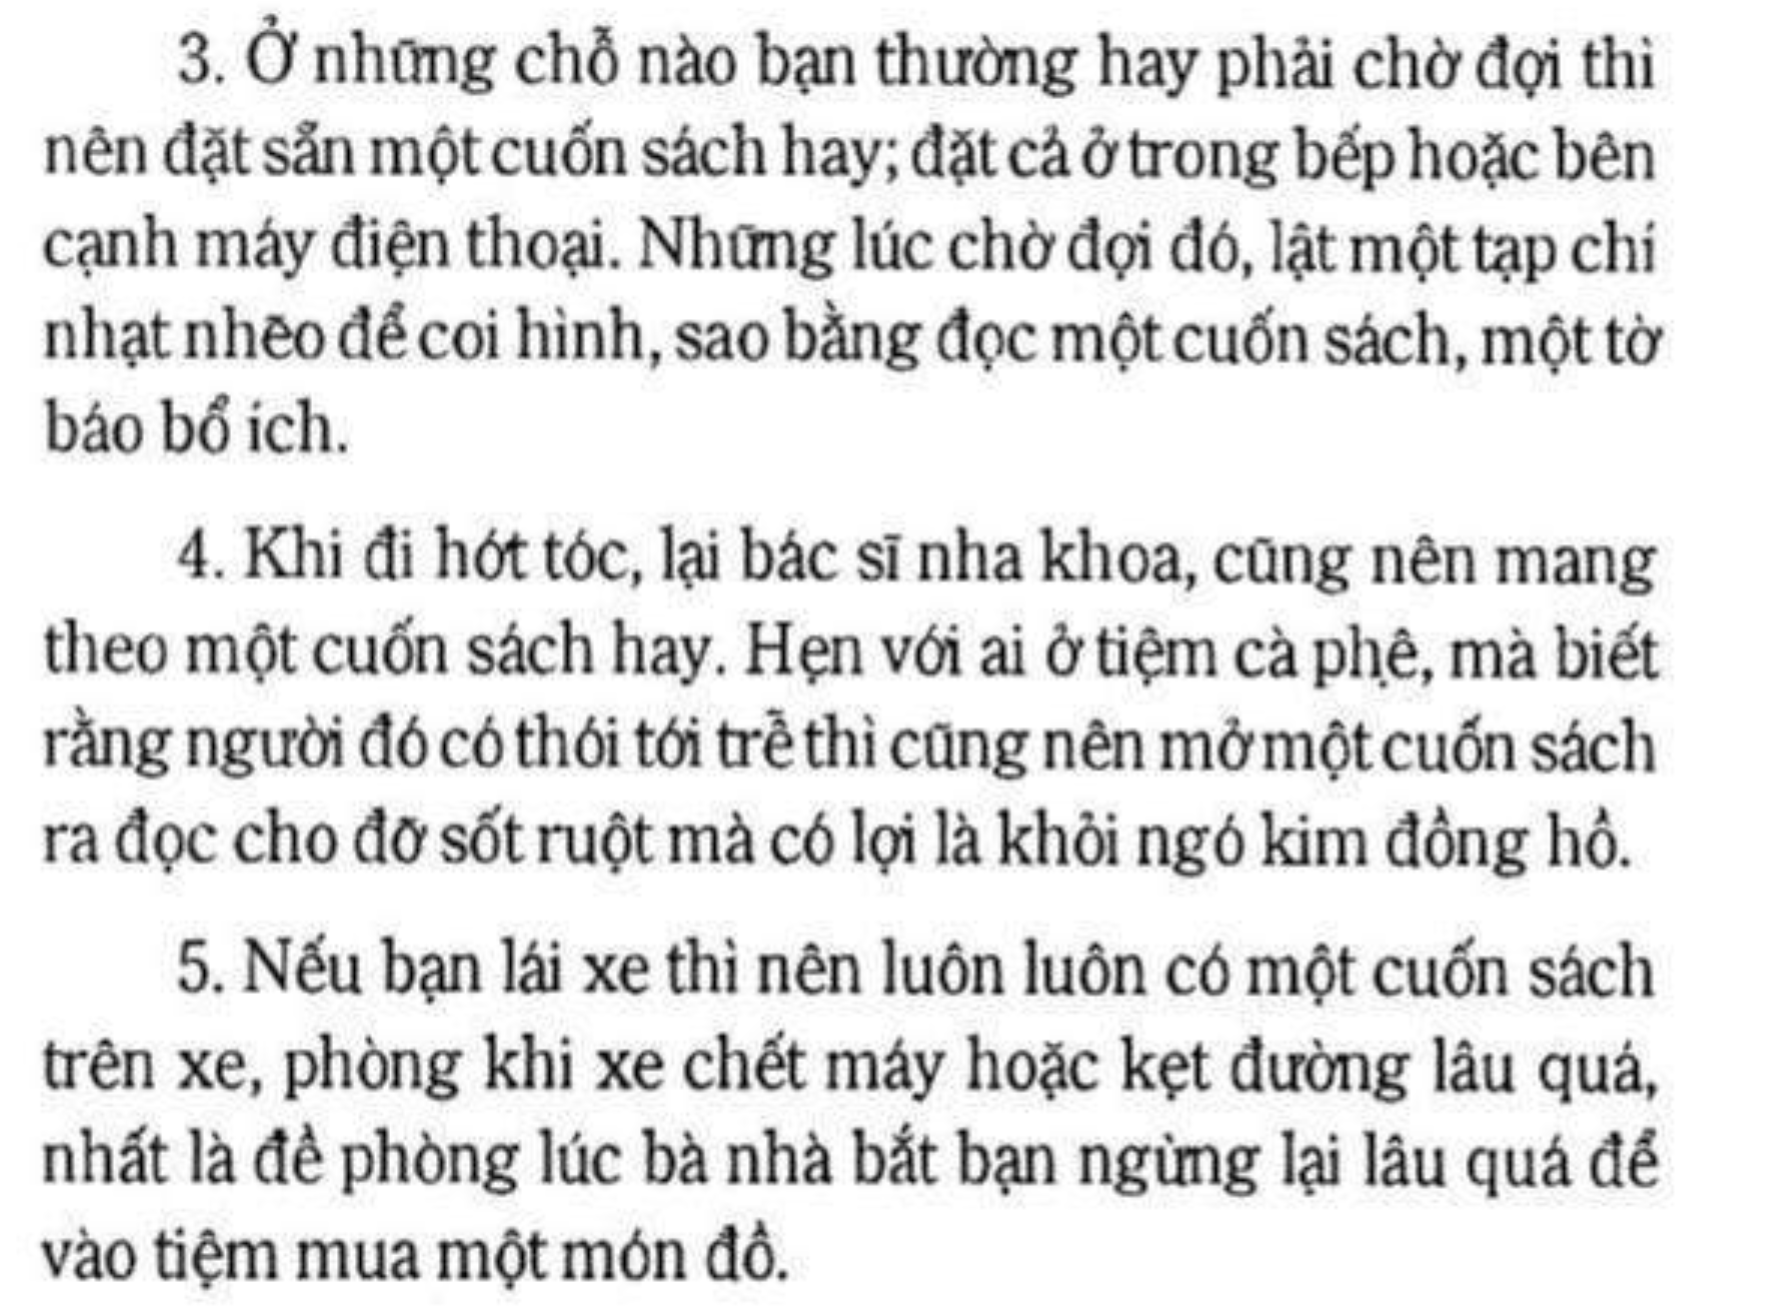 3. Ở những chỗ nào bạn thường hay phải chờ đợi thì
nên đặt sẵn một cuốn sách hay; đặt cả ở trong bếp hoặc bên
cạnh máy điện thoại. Những lúc chờ đợi đó, lật một tạp chí
nhạt nhẽo để coi hình, sao bằng đọc một cuốn sách, một tờ
báo bổ ích.
4. Khi đi hớt tóc, lại bác sĩ nha khoa, cũng nên mang
theo một cuốn sách hay. Hẹn với ai ở tiệm cà phệ, mà biết
rằng người đó có thói tới trễ thì cũng nên mở một cuốn sách
ra đọc cho đỡ sốt ruột mà có lợi là khỏi ngó kim đồng hồ.
5. Nếu bạn lái xe thì nên luôn luôn có một cuốn sách
trên xe, phòng khi xe chết máy hoặc kẹt đường lâu quá,
nhất là đề phòng lúc bà nhà bắt bạn ngừng lại lâu quá để
vào tiệm mua một món đồ.